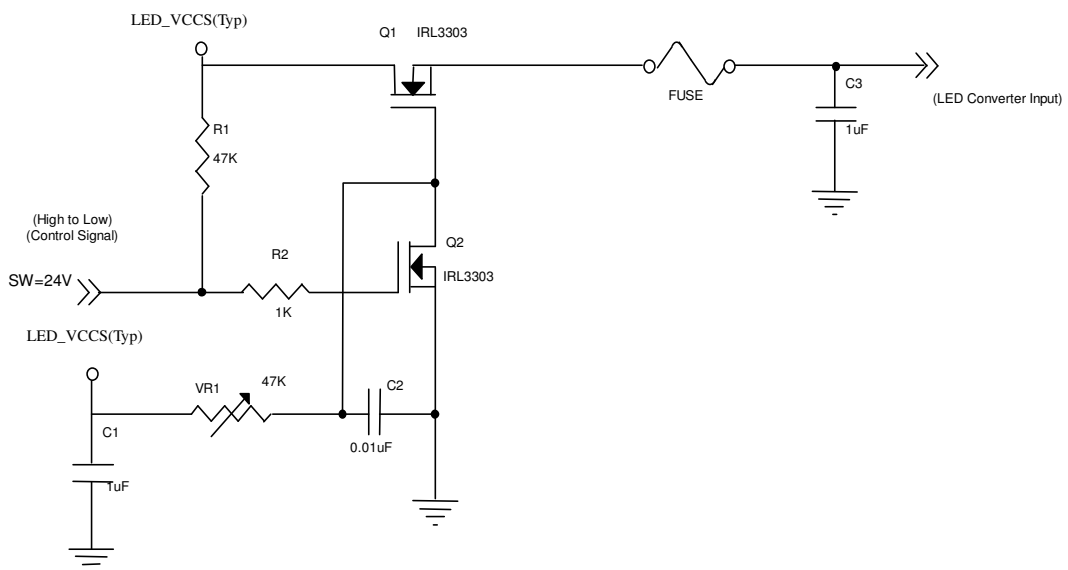 LED_VCCS(Typ)
Q1 IRL3303
FUSE
C3
1uF
(LED Converter Input)
R1
47K
(High to Low)
(Control Signal)
SW=24V
R2
1K
Q2
IRL3303
LED_VCCS(Typ)
VR1
47K
C2
0.01uF
C1
1uF